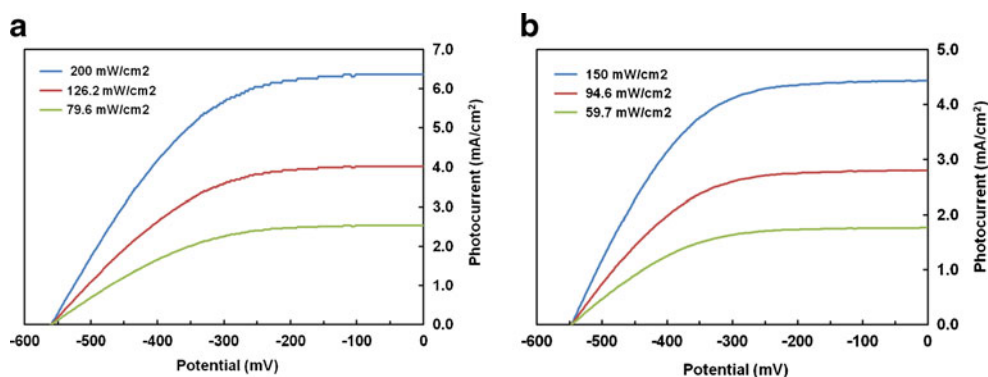 a
7.0
6.0
5.0
4.0
3.0
2.0
1.0
0.0
Photocurrent (mA/cm²)
200 mW/cm2
126.2 mW/cm2
79.6 mW/cm2
-600 -500 -400 -300 -200 -100 0
Potential (mV)
b
5.0
4.0
3.0
2.0
1.0
0.0
Photocurrent (mA/cm²)
150 mW/cm2
94.6 mW/cm2
59.7 mW/cm2
-600 -500 -400 -300 -200 -100 0
Potential (mV)